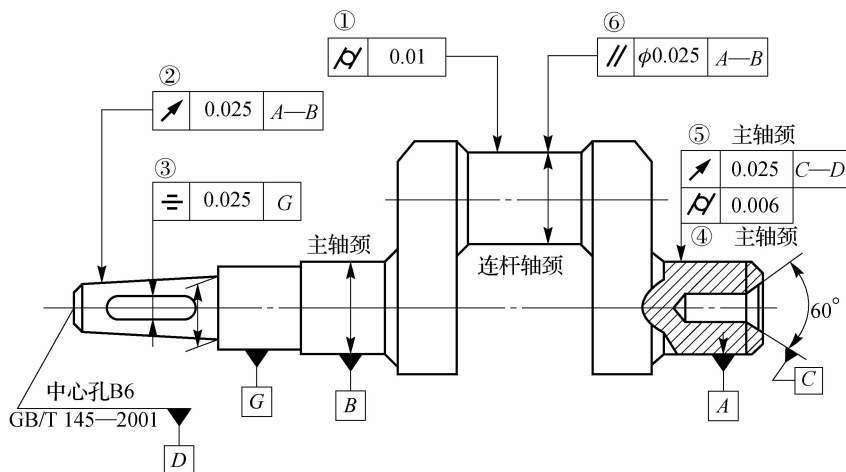 ①
⌭ 0.01
⑥
∥ ϕ0.025 A—B
②
↗ 0.025 A—B
③
⌯ 0.025 G
⑤ 主轴颈
↗ 0.025 C—D
⌭ 0.006
④ 主轴颈
主轴颈
连杆轴颈
60°
中心孔B6
GB/T 145—2001
D
G
B
A
C